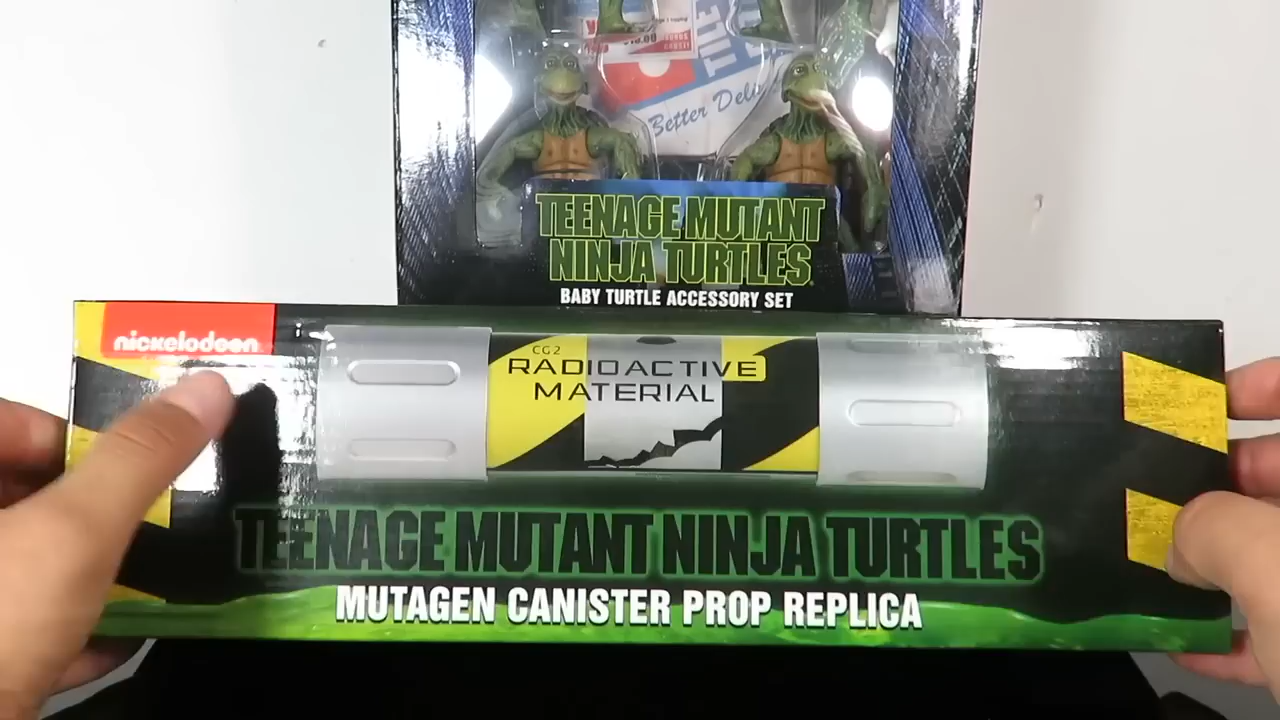 TILE
Better Deli
TEENAGE MUTANT
NINJA TURTLES
BABY TURTLE ACCESSORY SET
nickelodeon
CG2
RADIOACTIVE
MATERIAL
TEENAGE MUTANT NINJA TURTLES
MUTAGEN CANISTER PROP REPLICA